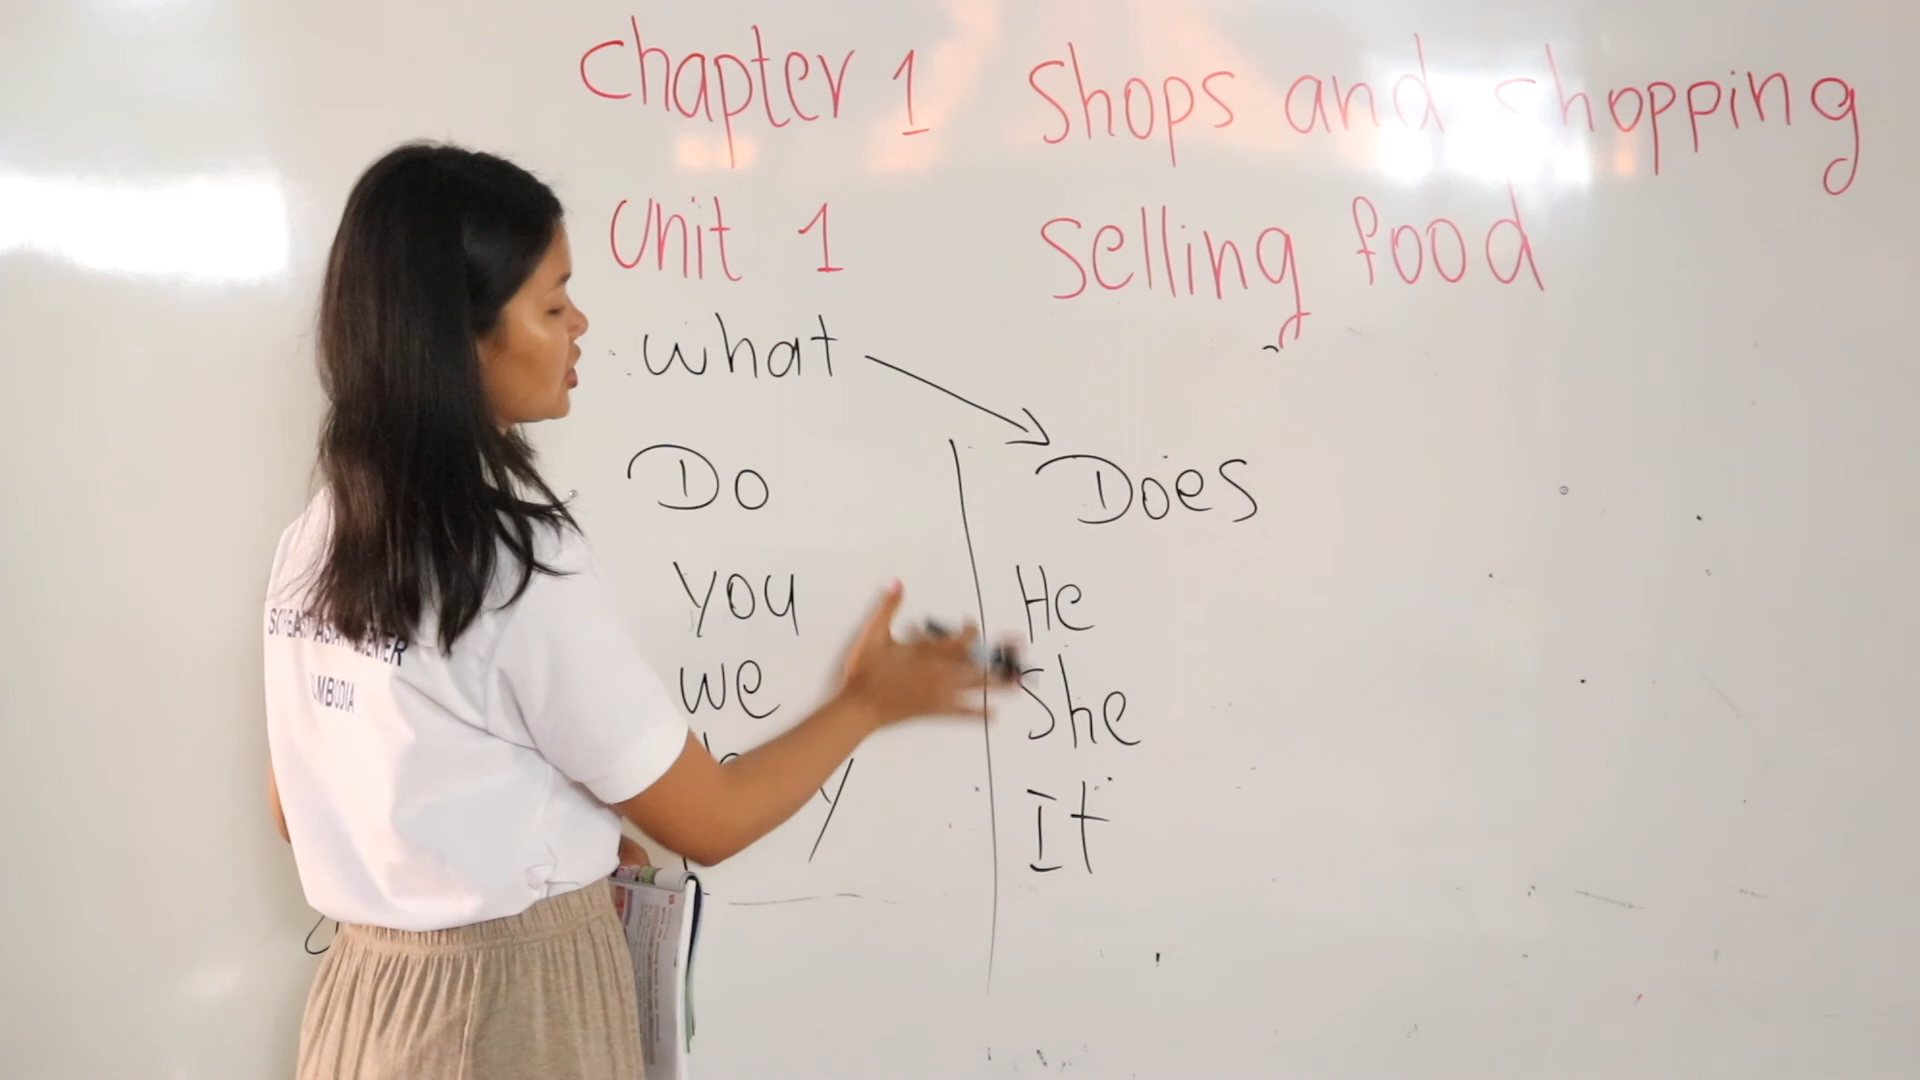 Chapter 1 Shops and shopping
Unit 1 Selling food
what
Do Does
you He
we She
It